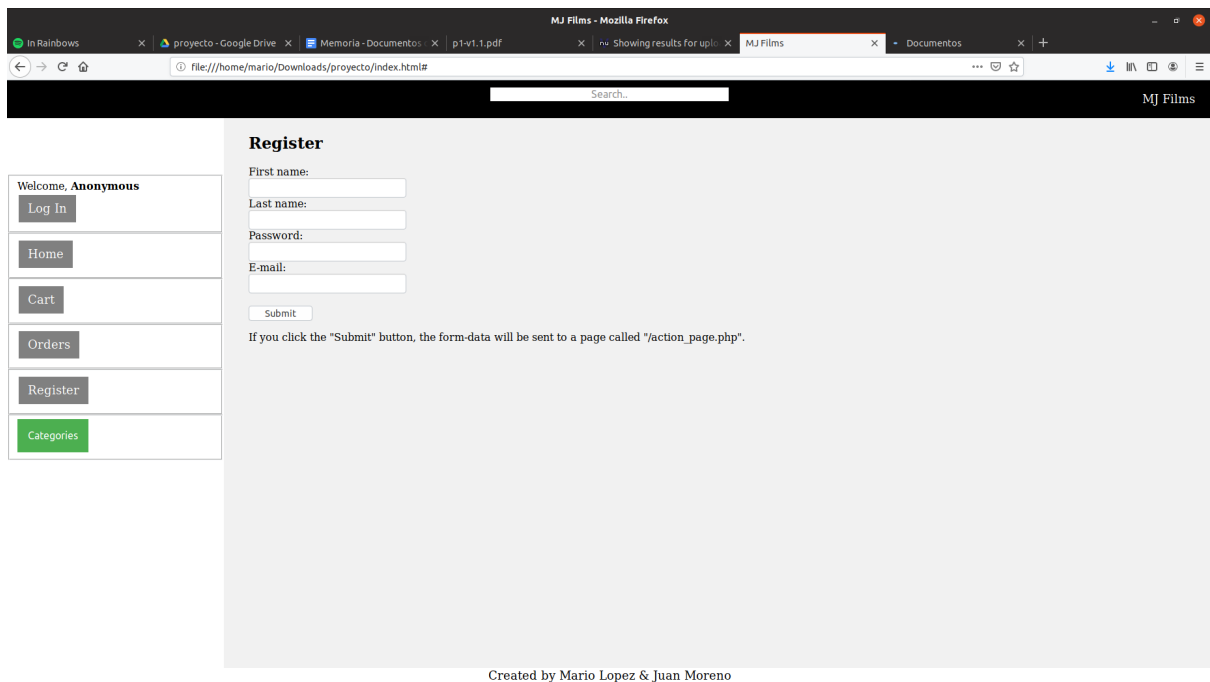 MJ Films - Mozilla Firefox
In Rainbows proyecto - Google Drive Memoria - Documentos p1-v1.1.pdf Showing results for uplo MJ Films Documentos
file:///home/mario/Downloads/proyecto/index.html#
Search..
MJ Films
Welcome, Anonymous
Log In
Home
Cart
Orders
Register
Categories
Register
First name:
Last name:
Password:
E-mail:
Submit
If you click the "Submit" button, the form-data will be sent to a page called "/action_page.php".
Created by Mario Lopez & Juan Moreno